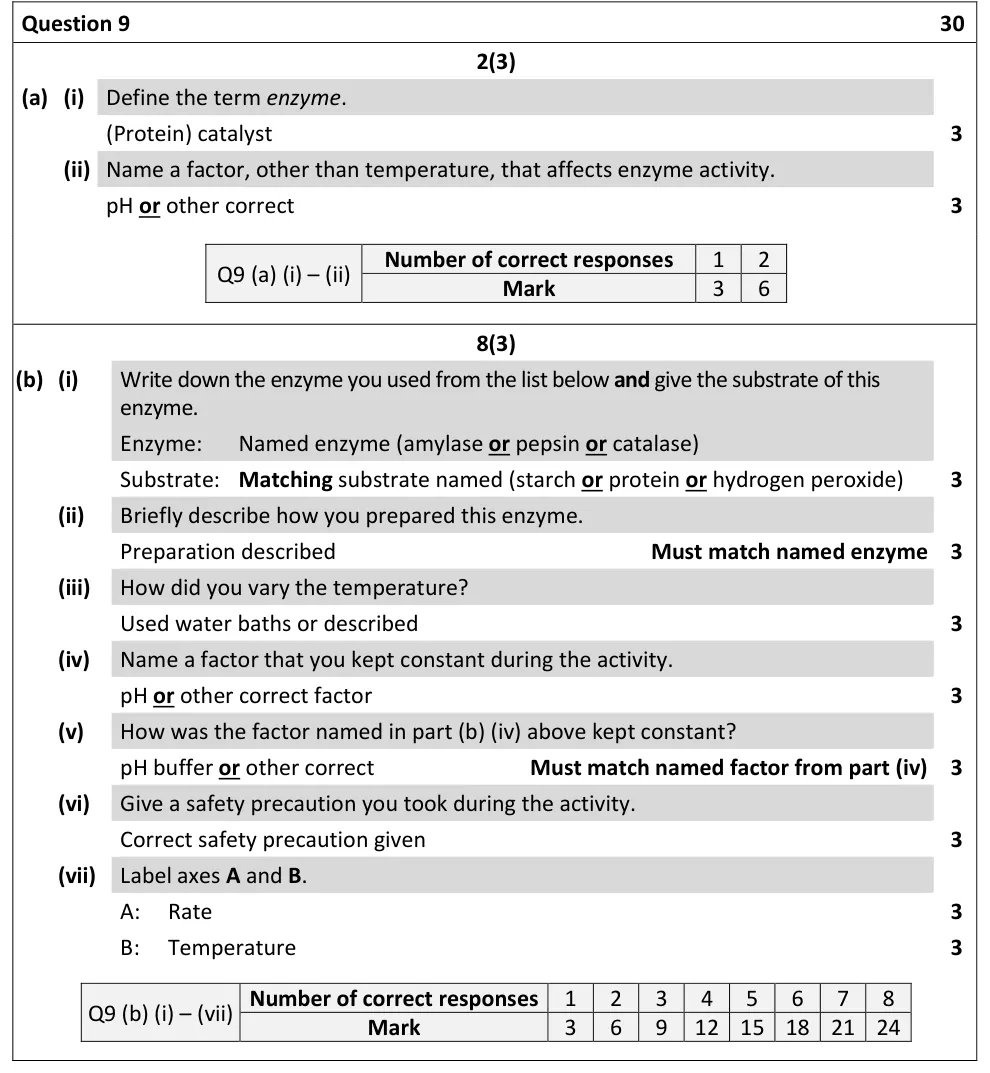 Question 9 30
2(3)
(a) (i) Define the term enzyme.
(Protein) catalyst 3
(ii) Name a factor, other than temperature, that affects enzyme activity.
pH or other correct 3
Q9 (a) (i) – (ii) Number of correct responses 1 2
Mark 3 6
8(3)
(b) (i) Write down the enzyme you used from the list below and give the substrate of this
enzyme.
Enzyme: Named enzyme (amylase or pepsin or catalase)
Substrate: Matching substrate named (starch or protein or hydrogen peroxide) 3
(ii) Briefly describe how you prepared this enzyme.
Preparation described Must match named enzyme 3
(iii) How did you vary the temperature?
Used water baths or described 3
(iv) Name a factor that you kept constant during the activity.
pH or other correct factor 3
(v) How was the factor named in part (b) (iv) above kept constant?
pH buffer or other correct Must match named factor from part (iv) 3
(vi) Give a safety precaution you took during the activity.
Correct safety precaution given 3
(vii) Label axes A and B.
A: Rate 3
B: Temperature 3
Q9 (b) (i) – (vii) Number of correct responses 1 2 3 4 5 6 7 8
Mark 3 6 9 12 15 18 21 24